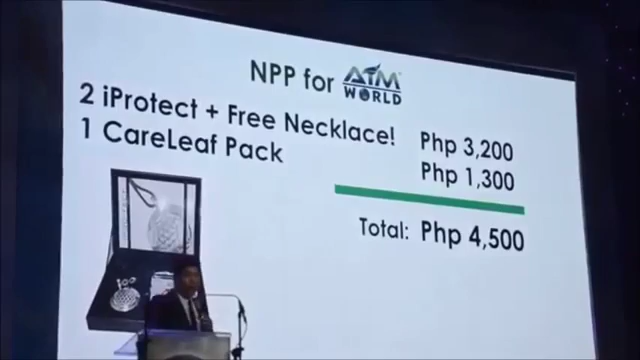 NPP for AIM WORLD
2 iProtect + Free Necklace! Php 3,200
1 CareLeaf Pack Php 1,300
Total: Php 4,500